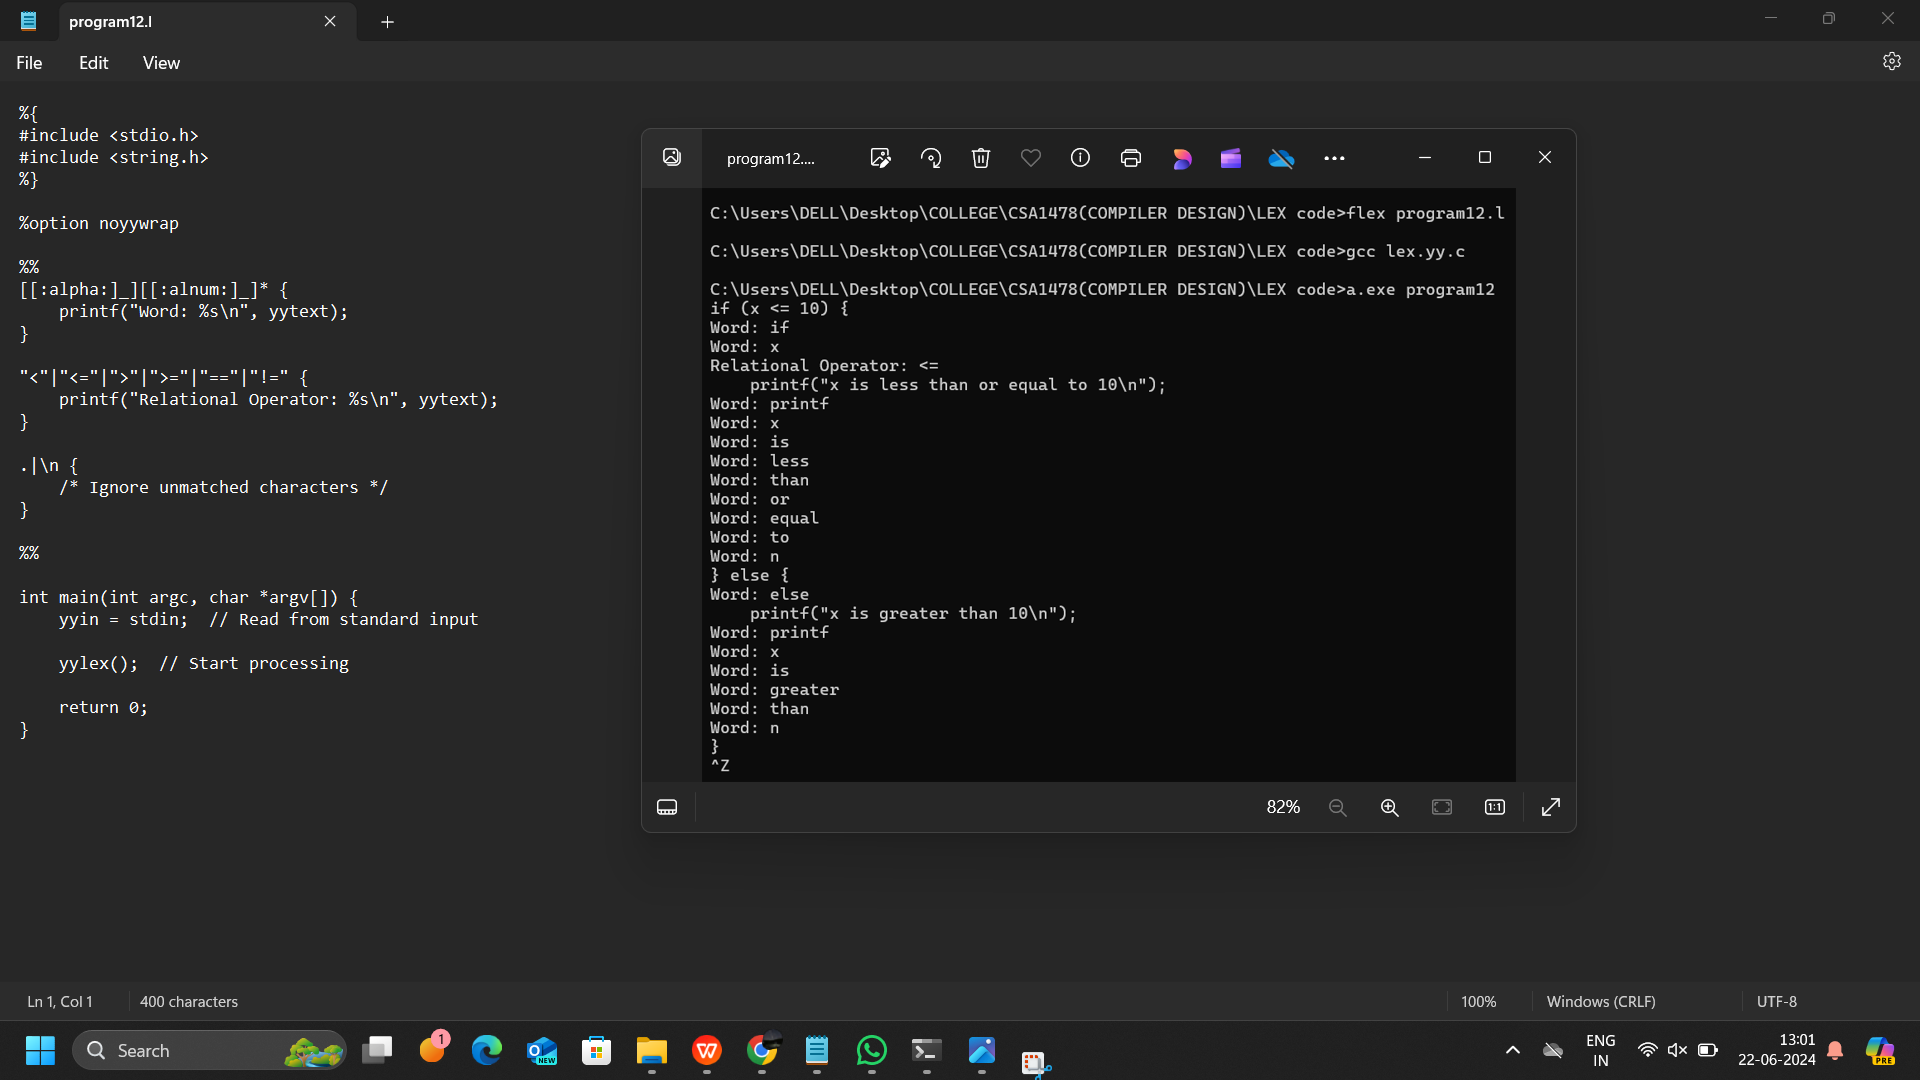 program12.l
File Edit View
%{
#include <stdio.h>
#include <string.h>
%}
%option noyywrap
%%
[[:alpha:]_][[:alnum:]_]* {
    printf("Word: %s\n", yytext);
}
"<"|"<="|">"|">="|"=="|"!=" {
    printf("Relational Operator: %s\n", yytext);
}
.|\n {
    /* Ignore unmatched characters */
}
%%
int main(int argc, char *argv[]) {
    yyin = stdin;  // Read from standard input
    yylex();  // Start processing
    return 0;
}
program12....
C:\Users\DELL\Desktop\COLLEGE\CSA1478(COMPILER DESIGN)\LEX code>flex program12.l
C:\Users\DELL\Desktop\COLLEGE\CSA1478(COMPILER DESIGN)\LEX code>gcc lex.yy.c
C:\Users\DELL\Desktop\COLLEGE\CSA1478(COMPILER DESIGN)\LEX code>a.exe program12
if (x <= 10) {
Word: if
Word: x
Relational Operator: <=
    printf("x is less than or equal to 10\n");
Word: printf
Word: x
Word: is
Word: less
Word: than
Word: or
Word: equal
Word: to
Word: n
} else {
Word: else
    printf("x is greater than 10\n");
Word: printf
Word: x
Word: is
Word: greater
Word: than
Word: n
}
^Z
82%
1:1
Ln 1, Col 1 400 characters 100% Windows (CRLF) UTF-8
Search
1
NEW
ENG
IN
13:01
22-06-2024
PRE